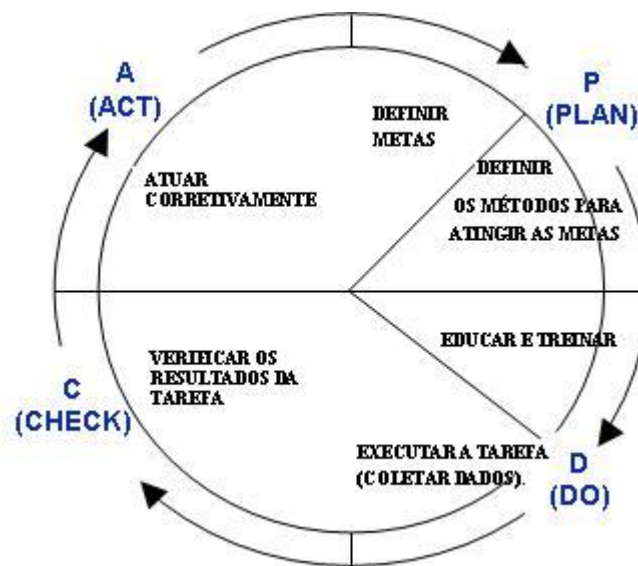 A
(ACT)
P
(PLAN)
DEFINIR
METAS
DEFINIR
OS MÉTODOS PARA
ATINGIR AS METAS
ATUAR
CORRETIVAMENTE
EDUCAR E TREINAR
VERIFICAR OS
RESULTADOS DA
TAREFA
C
(CHECK)
EXECUTAR A TAREFA
(COLETAR DADOS).
D
(DO)